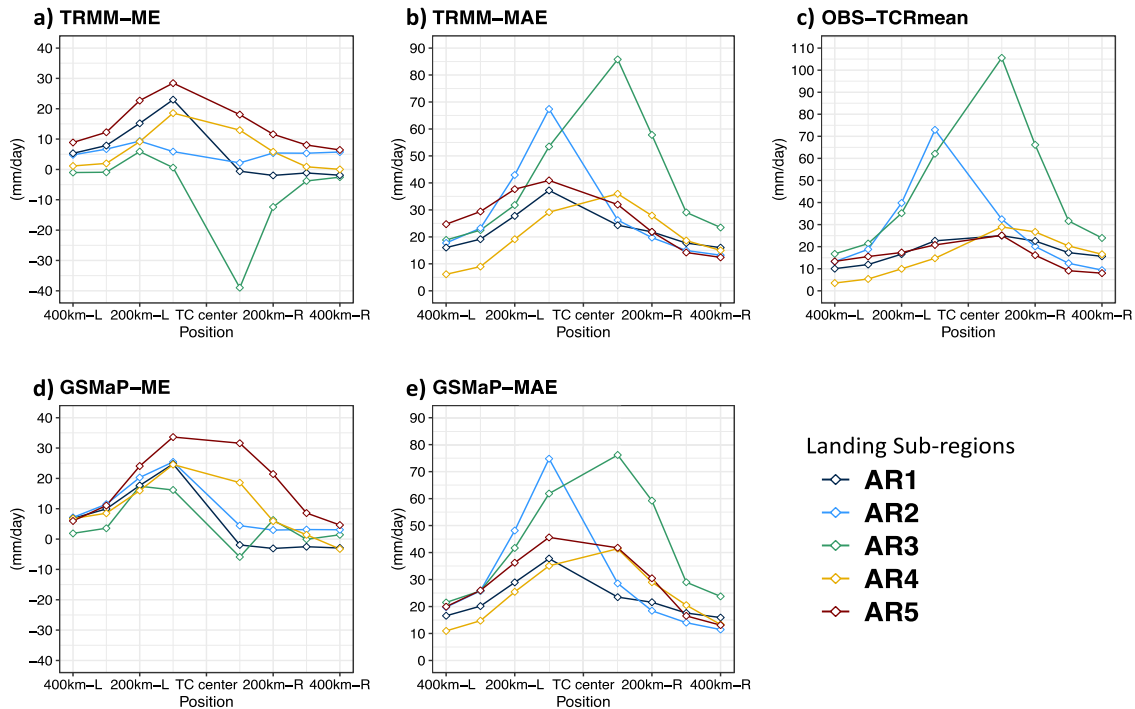 a) TRMM−ME
40
30
20
10
0
−10
−20
−30
−40
(mm/day)
400km−L 200km−L TC center 200km−R 400km−R
Position
b) TRMM−MAE
90
80
70
60
50
40
30
20
10
0
(mm/day)
400km−L 200km−L TC center 200km−R 400km−R
Position
c) OBS−TCRmean
110
100
90
80
70
60
50
40
30
20
10
0
(mm/day)
400km−L 200km−L TC center 200km−R 400km−R
Position
d) GSMaP−ME
40
30
20
10
0
−10
−20
−30
−40
(mm/day)
400km−L 200km−L TC center 200km−R 400km−R
Position
e) GSMaP−MAE
90
80
70
60
50
40
30
20
10
0
(mm/day)
400km−L 200km−L TC center 200km−R 400km−R
Position
Landing Sub-regions
AR1
AR2
AR3
AR4
AR5